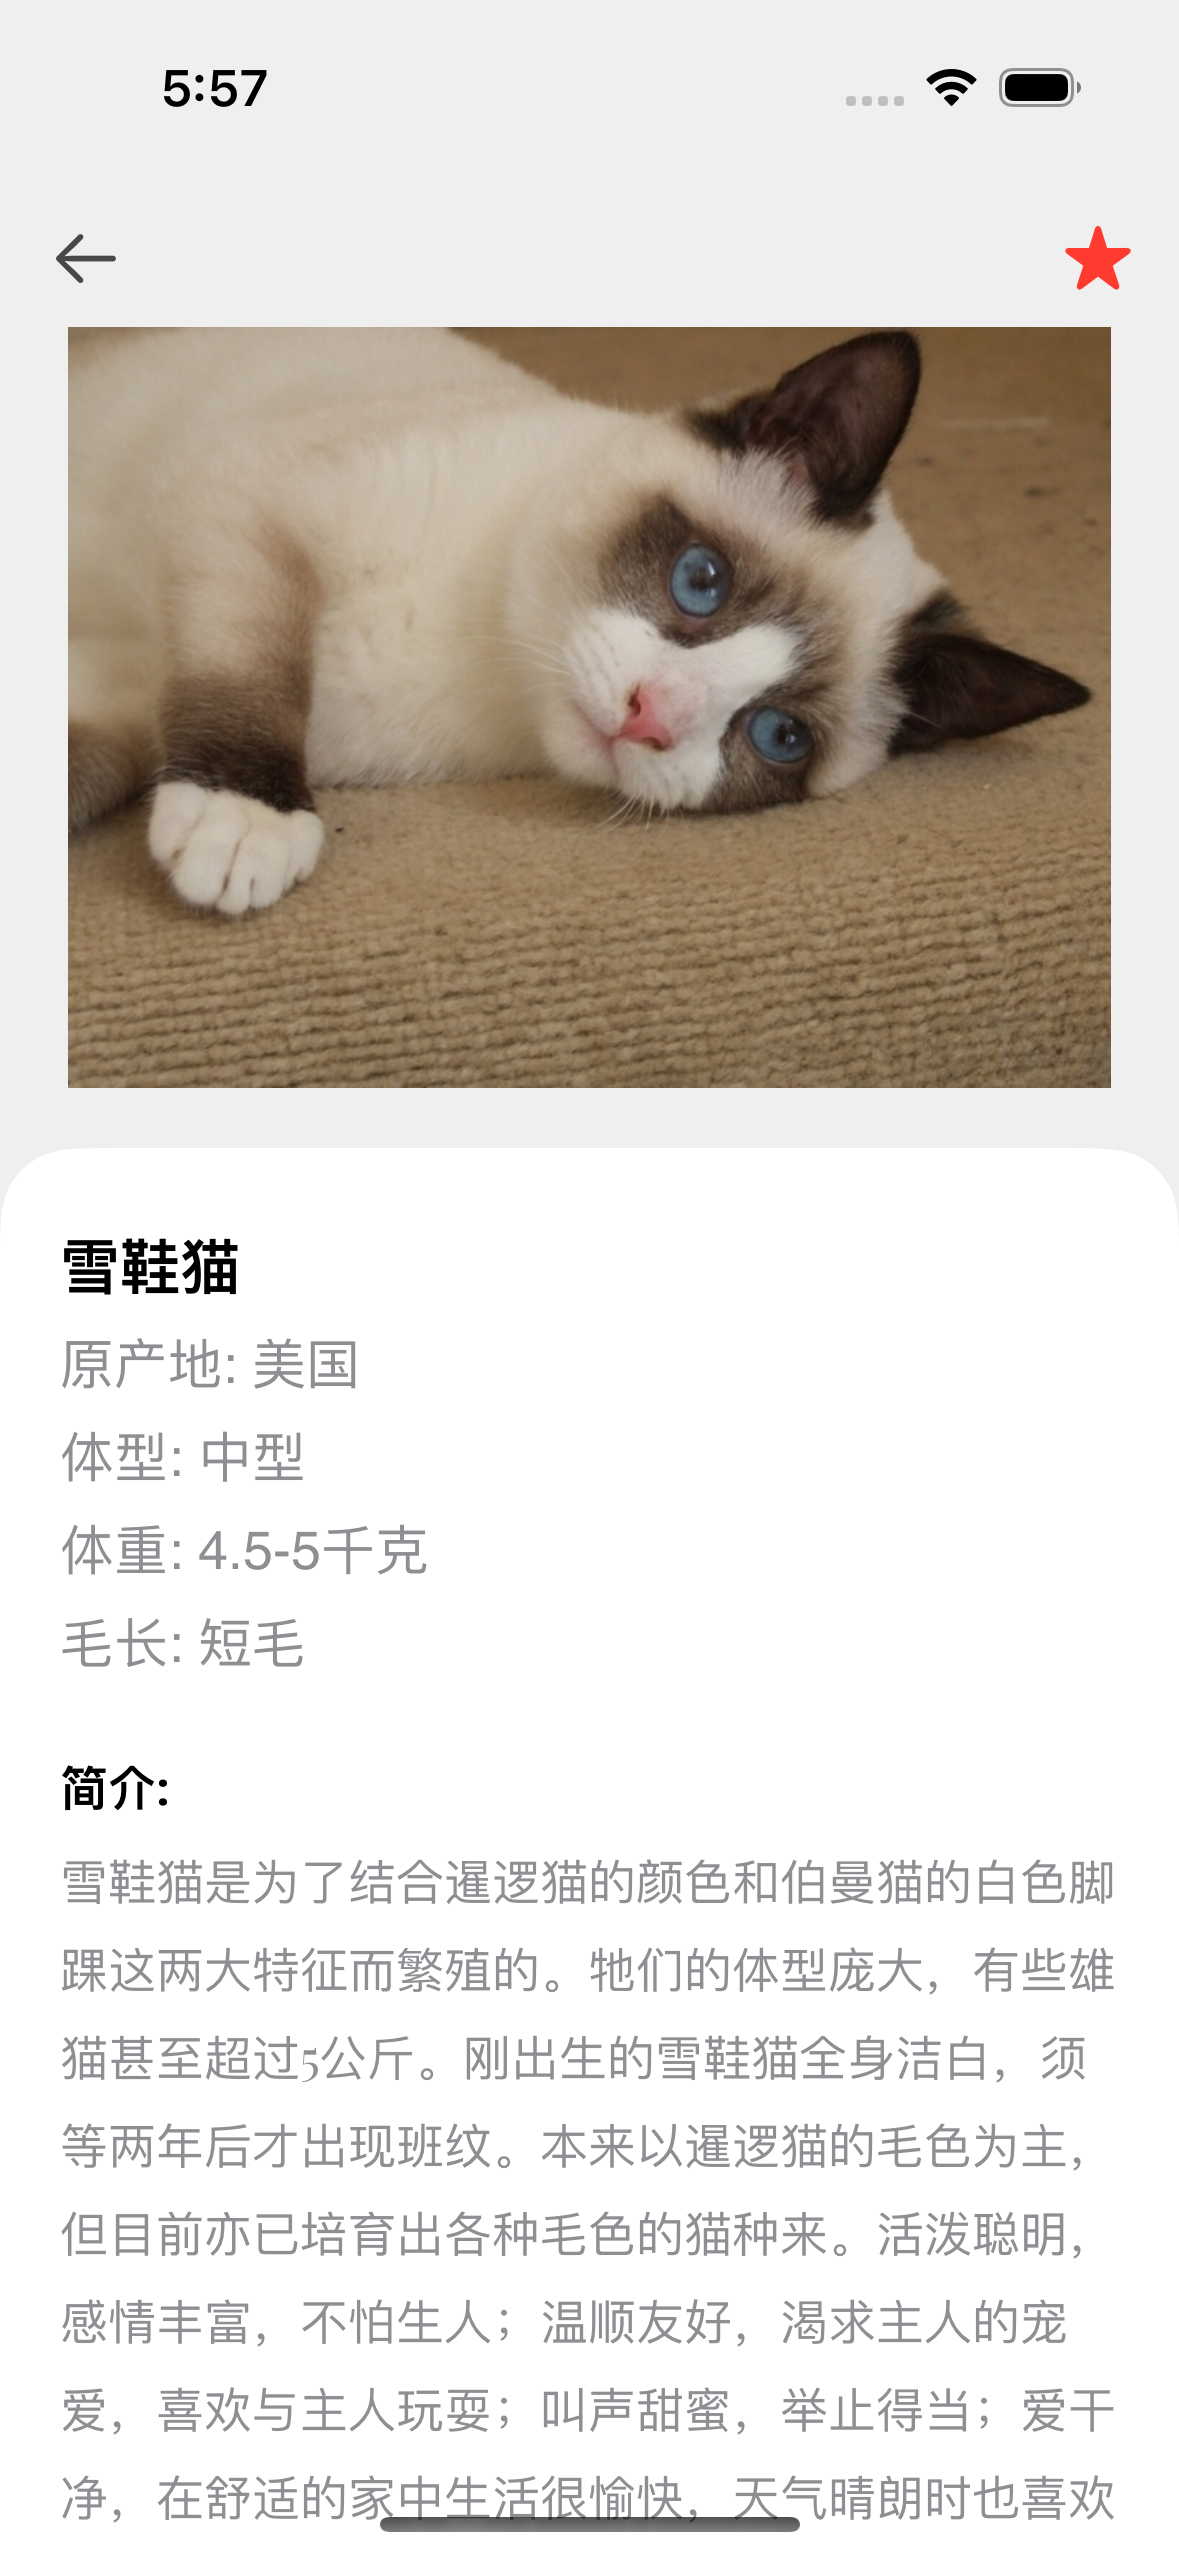 5:57
雪鞋猫
原产地: 美国
体型: 中型
体重: 4.5-5千克
毛长: 短毛
简介:
雪鞋猫是为了结合暹逻猫的颜色和伯曼猫的白色脚
踝这两大特征而繁殖的。牠们的体型庞大，有些雄
猫甚至超过5公斤。刚出生的雪鞋猫全身洁白，须
等两年后才出现班纹。本来以暹逻猫的毛色为主，
但目前亦已培育出各种毛色的猫种来。活泼聪明，
感情丰富，不怕生人；温顺友好，渴求主人的宠
爱，喜欢与主人玩耍；叫声甜蜜，举止得当；爱干
净，在舒适的家中生活很愉快，天气晴朗时也喜欢